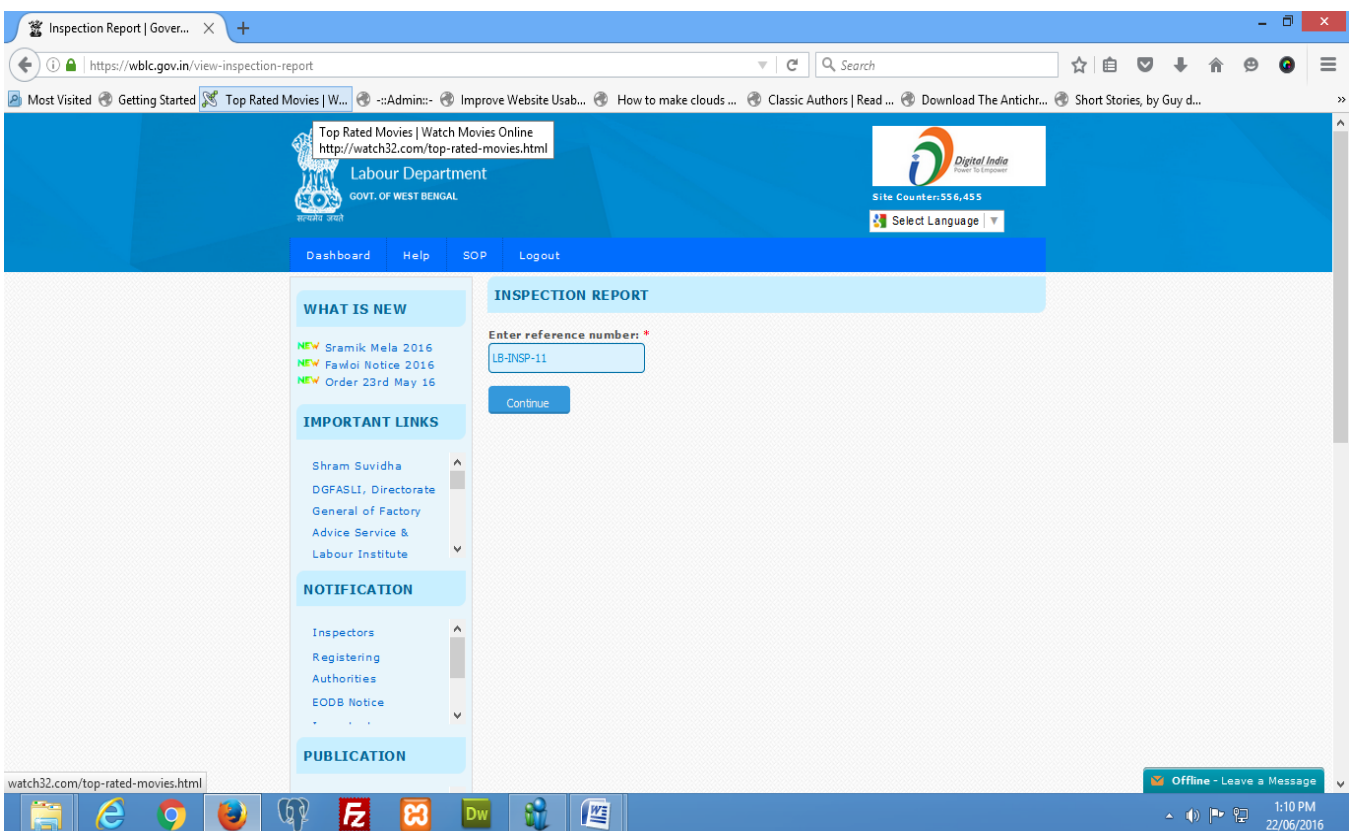 Inspection Report | Gover...
https://wblc.gov.in/view-inspection-report
Search
Most Visited Getting Started Top Rated Movies | W... -::Admin::- Improve Website Usab... How to make clouds ... Classic Authors | Read ... Download The Antichr... Short Stories, by Guy d... »
Top Rated Movies | Watch Movies Online
http://watch32.com/top-rated-movies.html
Labour Department
GOVT. OF WEST BENGAL
सत्यमेव जयते
Digital India
Power To Empower
Site Counter:556,455
Select Language
Dashboard Help SOP Logout
WHAT IS NEW
NEW Sramik Mela 2016
NEW Fawloi Notice 2016
NEW Order 23rd May 16
IMPORTANT LINKS
Shram Suvidha
DGFASLI, Directorate
General of Factory
Advice Service &
Labour Institute
NOTIFICATION
Inspectors
Registering
Authorities
EODB Notice
PUBLICATION
INSPECTION REPORT
Enter reference number: *
LB-INSP-11
Continue
watch32.com/top-rated-movies.html
Offline - Leave a Message
Dw
1:10 PM
22/06/2016